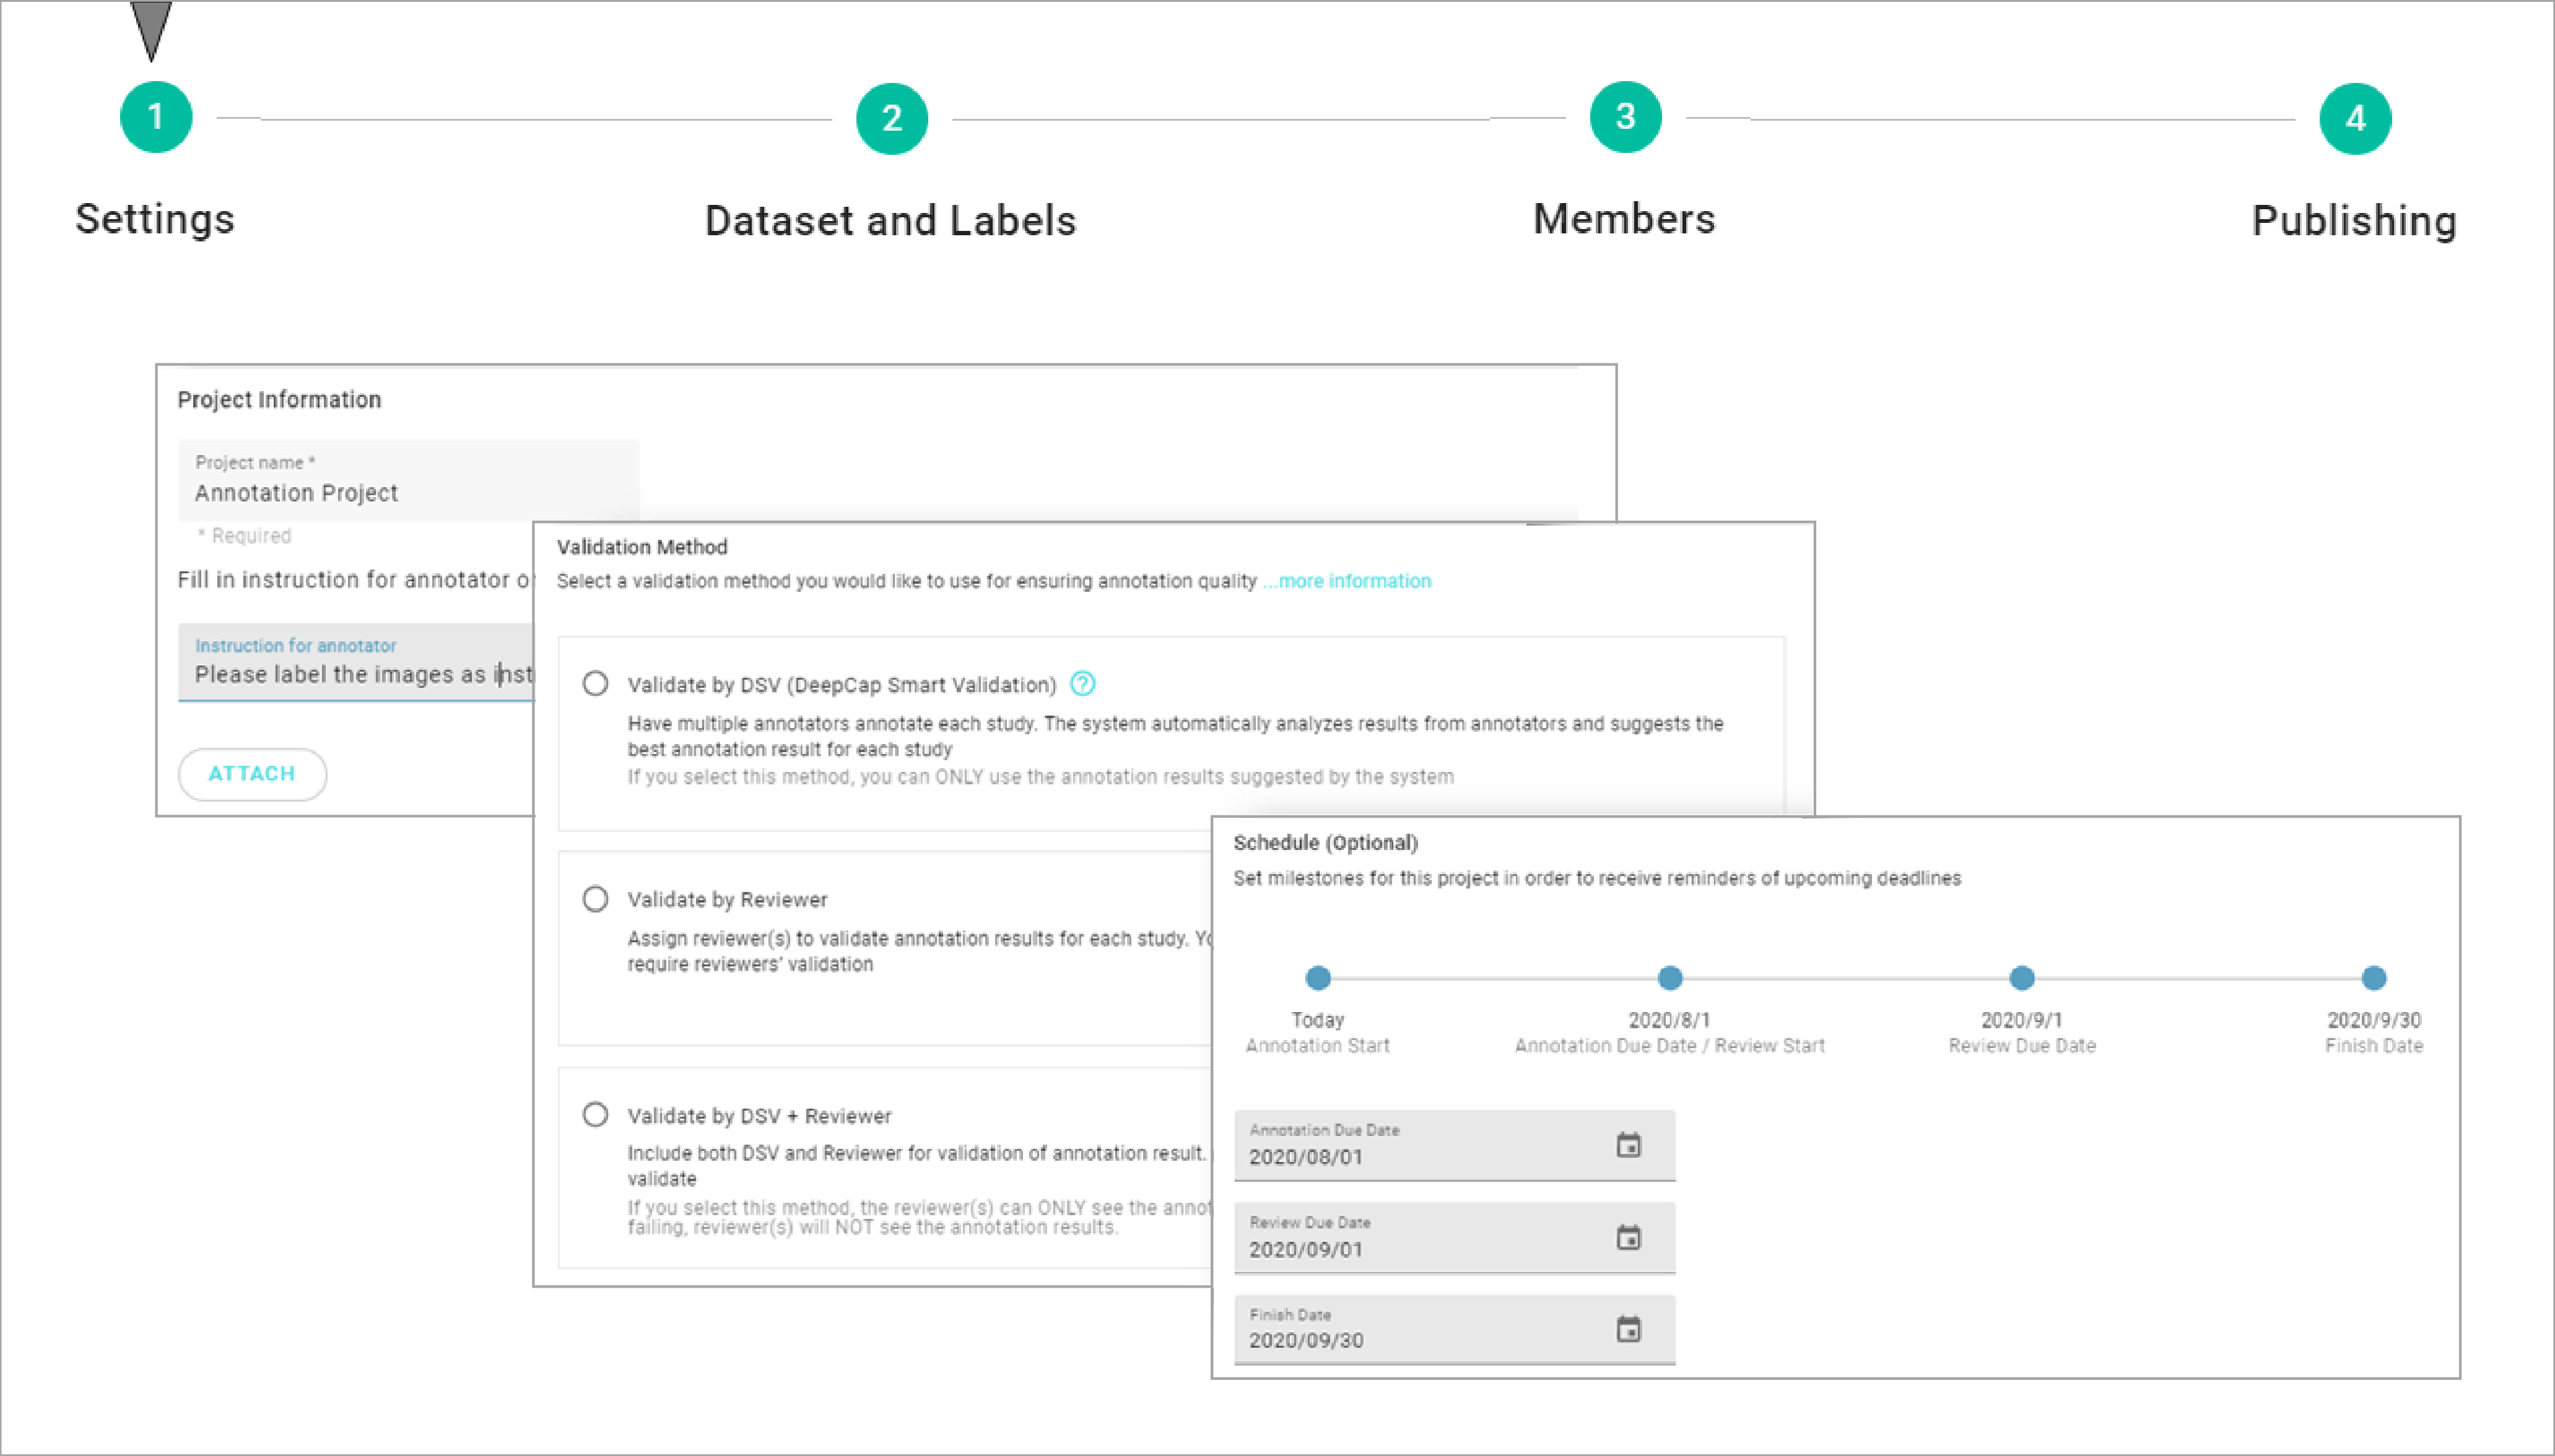 1
2
3
4
Settings
Dataset and Labels
Members
Publishing
Project Information
Project name *
Annotation Project
* Required
Fill in instruction for annotator o
Instruction for annotator
Please label the images as inst
ATTACH
Validation Method
Select a validation method you would like to use for ensuring annotation quality ...more information
Validate by DSV (DeepCap Smart Validation) ?
Have multiple annotators annotate each study. The system automatically analyzes results from annotators and suggests the
best annotation result for each study
If you select this method, you can ONLY use the annotation results suggested by the system
Validate by Reviewer
Assign reviewer(s) to validate annotation results for each study.
require reviewers' validation
Validate by DSV + Reviewer
Include both DSV and Reviewer for validation of annotation result.
validate
If you select this method, the reviewer(s) can ONLY see the annot
failing, reviewer(s) will NOT see the annotation results.
Schedule (Optional)
Set milestones for this project in order to receive reminders of upcoming deadlines
Today
Annotation Start
2020/8/1
Annotation Due Date / Review Start
2020/9/1
Review Due Date
2020/9/30
Finish Date
Annotation Due Date
2020/08/01
Review Due Date
2020/09/01
Finish Date
2020/09/30